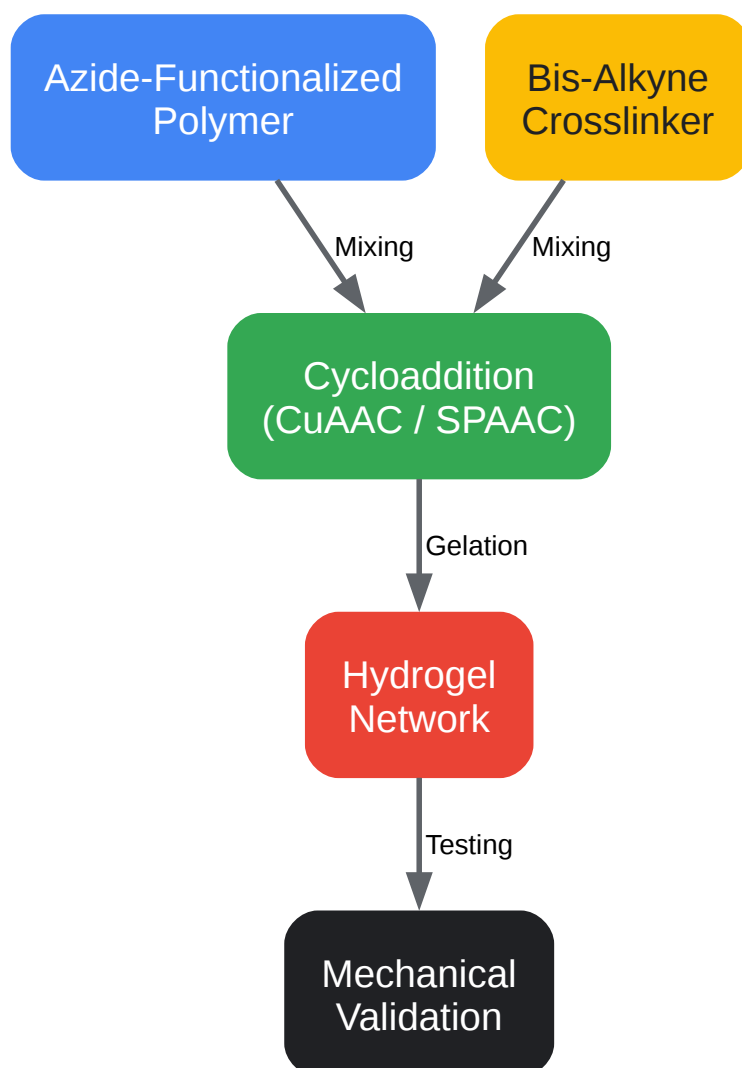 Azide-Functionalized
Polymer
Bis-Alkyne
Crosslinker
Mixing
Mixing
Cycloaddition
(CuAAC / SPAAC)
Gelation
Hydrogel
Network
Testing
Mechanical
Validation